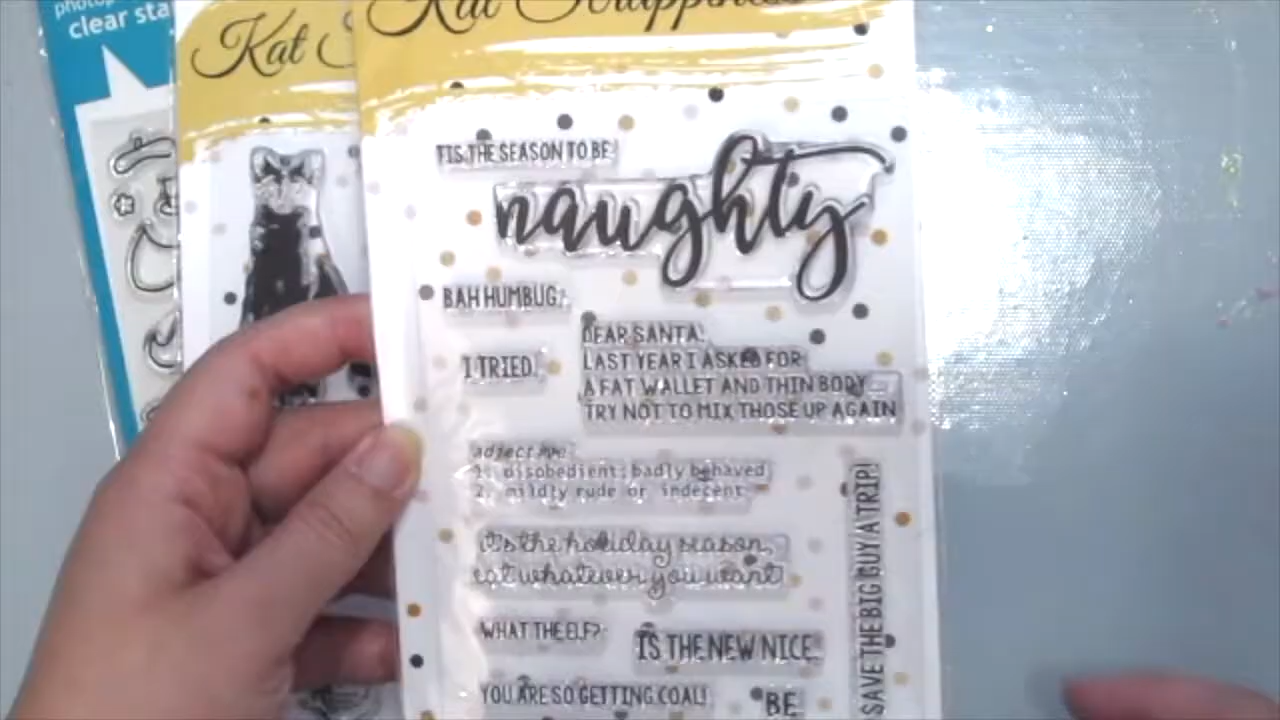 photop
clear sta
Kat S
Kat Scrappiness
TIS THE SEASON TO BE
naughty
BAH HUMBUG!
I TRIED.
DEAR SANTA!
LAST YEAR I ASKED FOR
A FAT WALLET AND THIN BODY...
TRY NOT TO MIX THOSE UP AGAIN
adjective
1. disobedient; badly behaved
2. mildly rude or indecent
it's the holiday season,
eat whatever you want
SAVE THE BIG GUY A TRIP!
WHAT THE ELF?
IS THE NEW NICE.
YOU ARE SO GETTING COAL!
BE